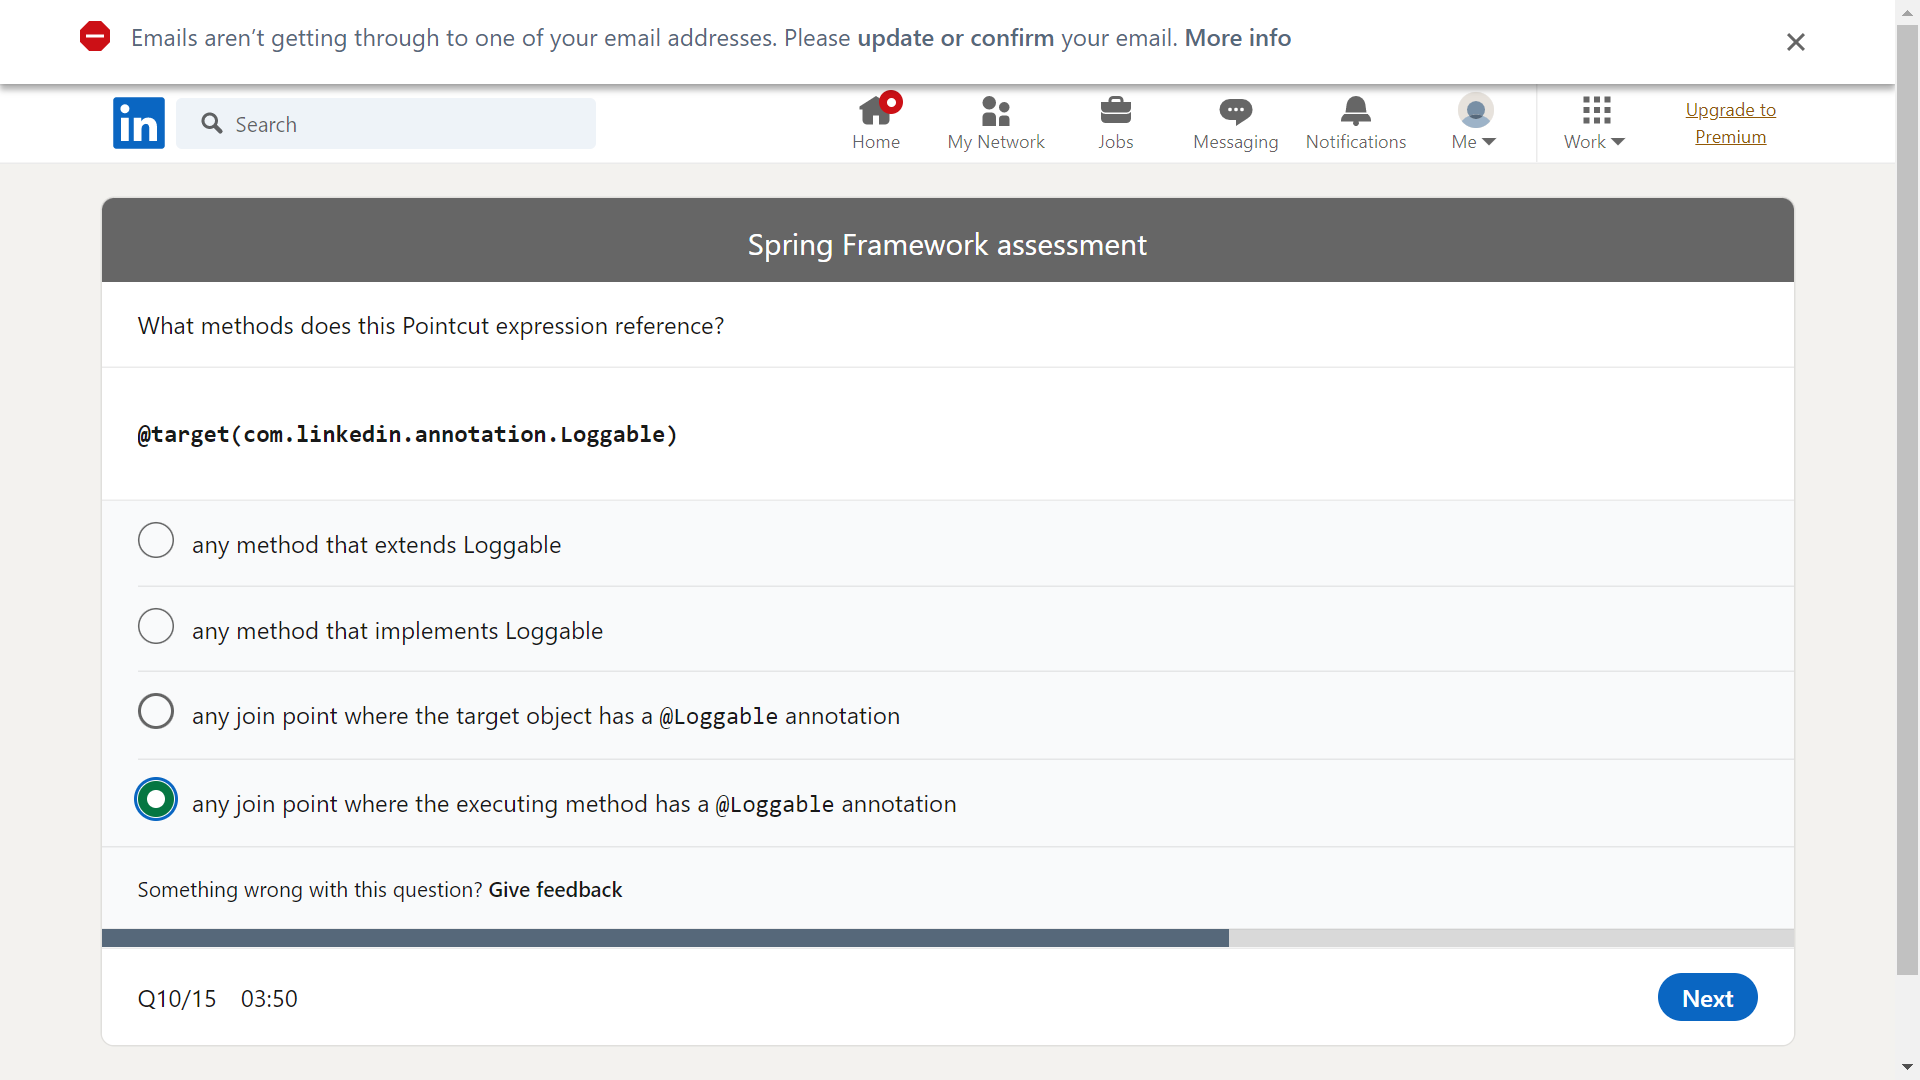 Emails aren’t getting through to one of your email addresses. Please update or confirm your email. More info
in
Search
Home
My Network
Jobs
Messaging
Notifications
Me
Work
Upgrade to
Premium
Spring Framework assessment
What methods does this Pointcut expression reference?
@target(com.linkedin.annotation.Loggable)
any method that extends Loggable
any method that implements Loggable
any join point where the target object has a @Loggable annotation
any join point where the executing method has a @Loggable annotation
Something wrong with this question? Give feedback
Q10/15 03:50
Next